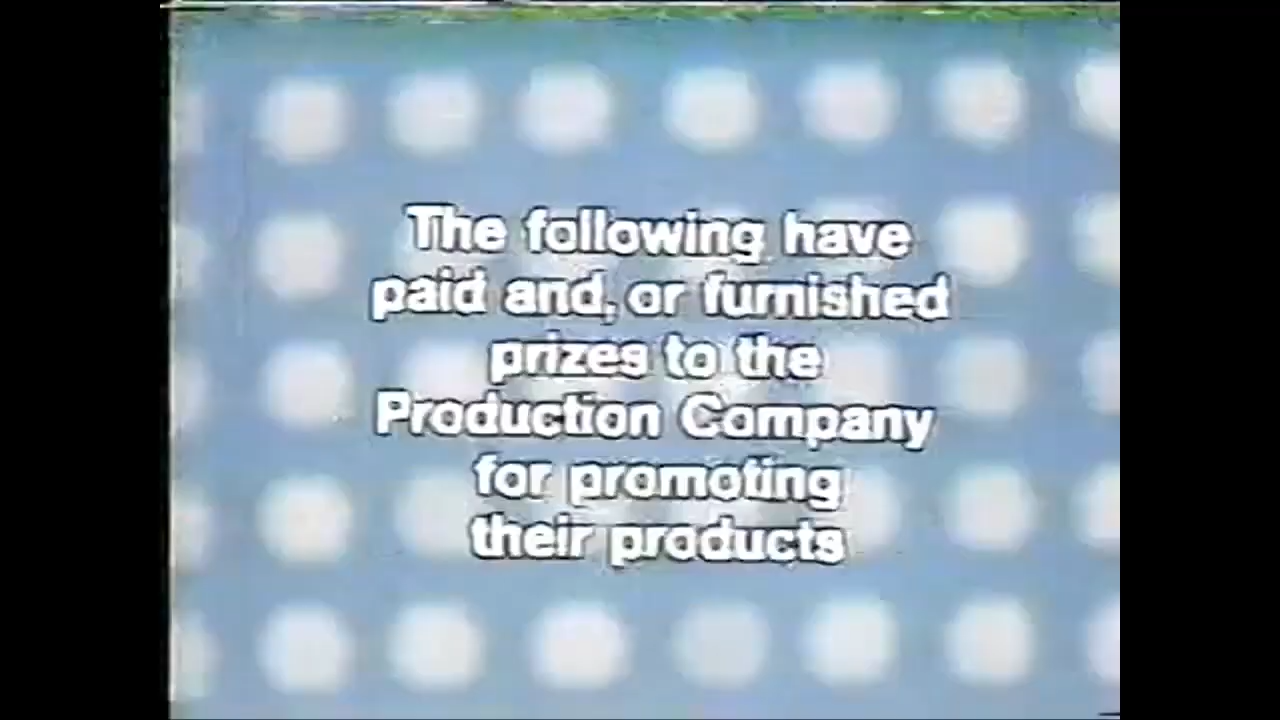 The following have
paid and, or furnished
prizes to the
Production Company
for promoting
their products